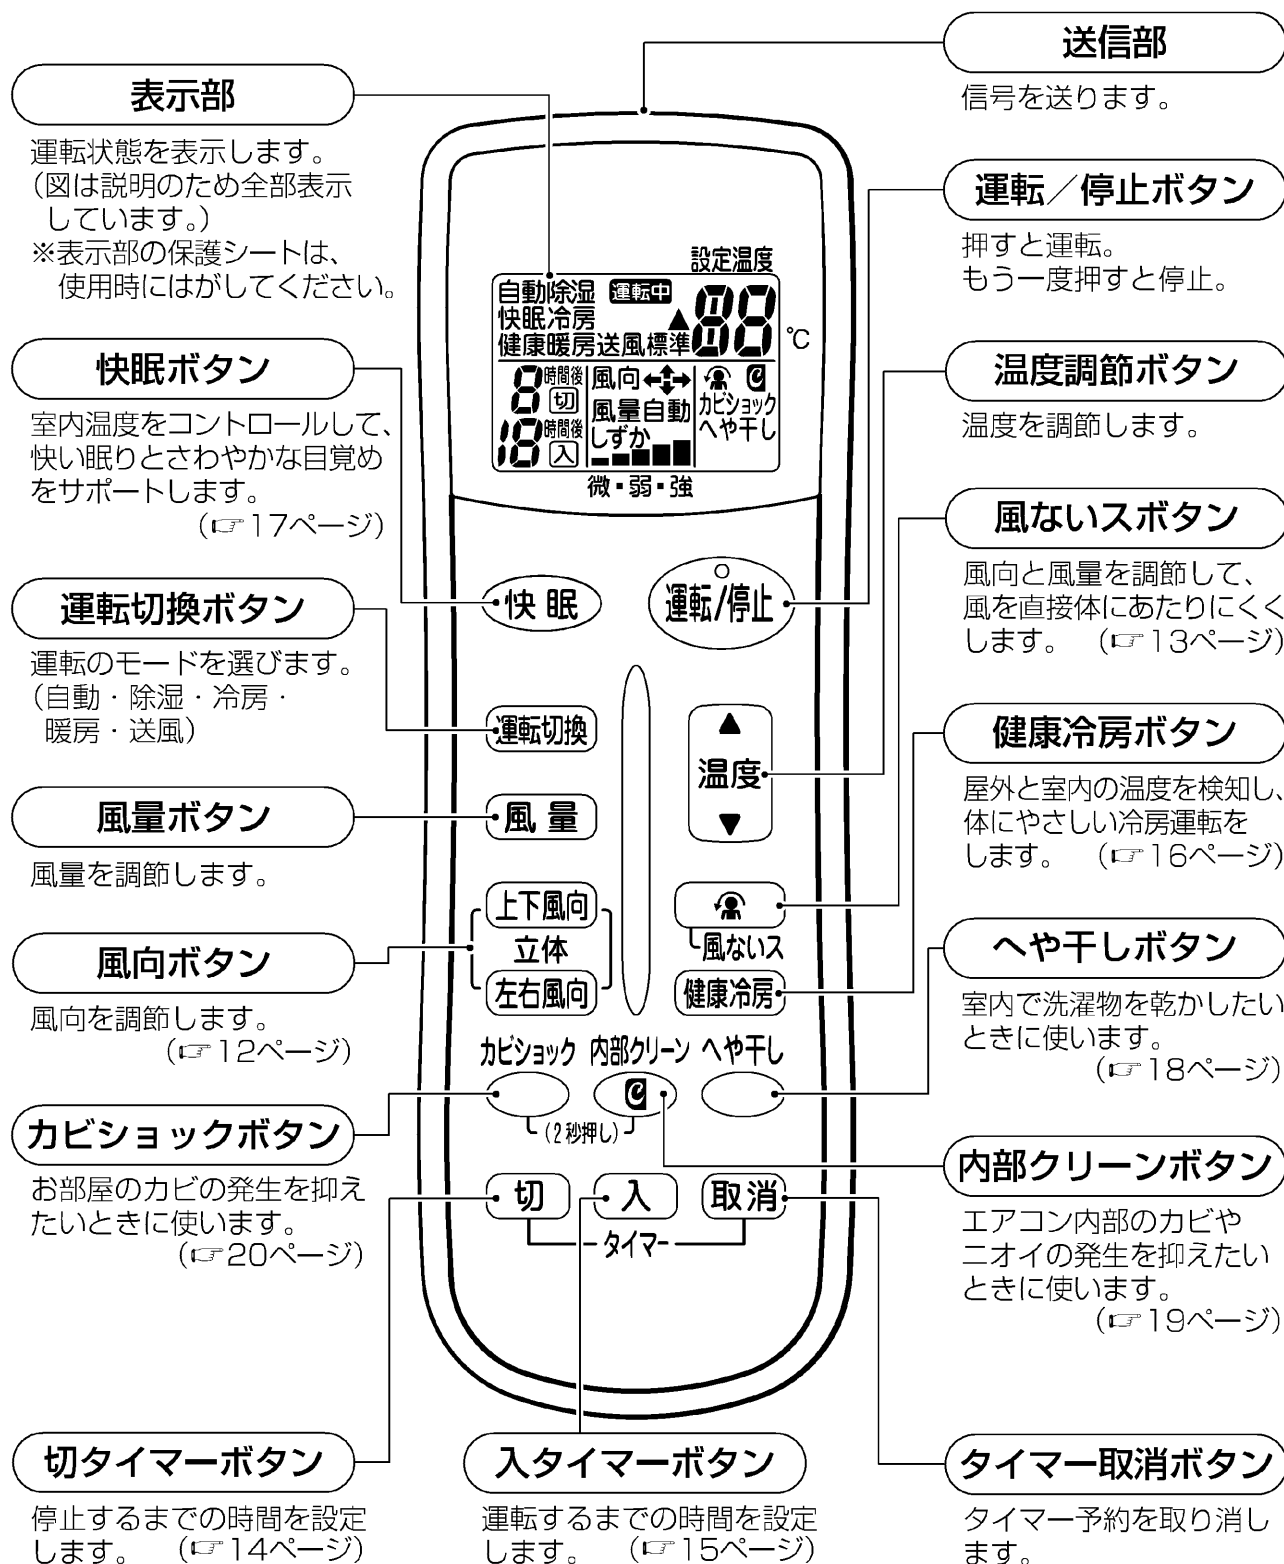 送信部
信号を送ります。
表示部
運転状態を表示します。
(図は説明のため全部表示
しています。)
※表示部の保護シートは、
使用時にはがしてください。
運転／停止ボタン
押すと運転。
もう一度押すと停止。
快眠ボタン
室内温度をコントロールして、
快い眠りとさわやかな目覚め
をサポートします。
(☞17ページ)
温度調節ボタン
温度を調節します。
運転切換ボタン
運転のモードを選びます。
(自動・除湿・冷房・
暖房・送風)
風ないスボタン
風向と風量を調節して、
風を直接体にあたりにくく
します。 (☞13ページ)
風量ボタン
風量を調節します。
健康冷房ボタン
屋外と室内の温度を検知し、
体にやさしい冷房運転を
します。 (☞16ページ)
風向ボタン
風向を調節します。
(☞12ページ)
へや干しボタン
室内で洗濯物を乾かしたい
ときに使います。
(☞18ページ)
カビショックボタン
お部屋のカビの発生を抑え
たいときに使います。
(☞20ページ)
内部クリーンボタン
エアコン内部のカビや
ニオイの発生を抑えたい
ときに使います。
(☞19ページ)
切タイマーボタン
停止するまでの時間を設定
します。 (☞14ページ)
入タイマーボタン
運転するまでの時間を設定
します。 (☞15ページ)
タイマー取消ボタン
タイマー予約を取り消し
ます。
設定温度
自動除湿 運転中
快眠冷房 ▲88℃
健康暖房送風標準
8時間後 切
風向
風量自動
しずか
カビショック
へや干し
18時間後 入
微・弱・強
快眠
運転/停止
運転切換
▲
温度
▼
風量
上下風向
立体
左右風向
風ないス
健康冷房
カビショック 内部クリーン へや干し
(2秒押し)
切 入 取消
タイマー